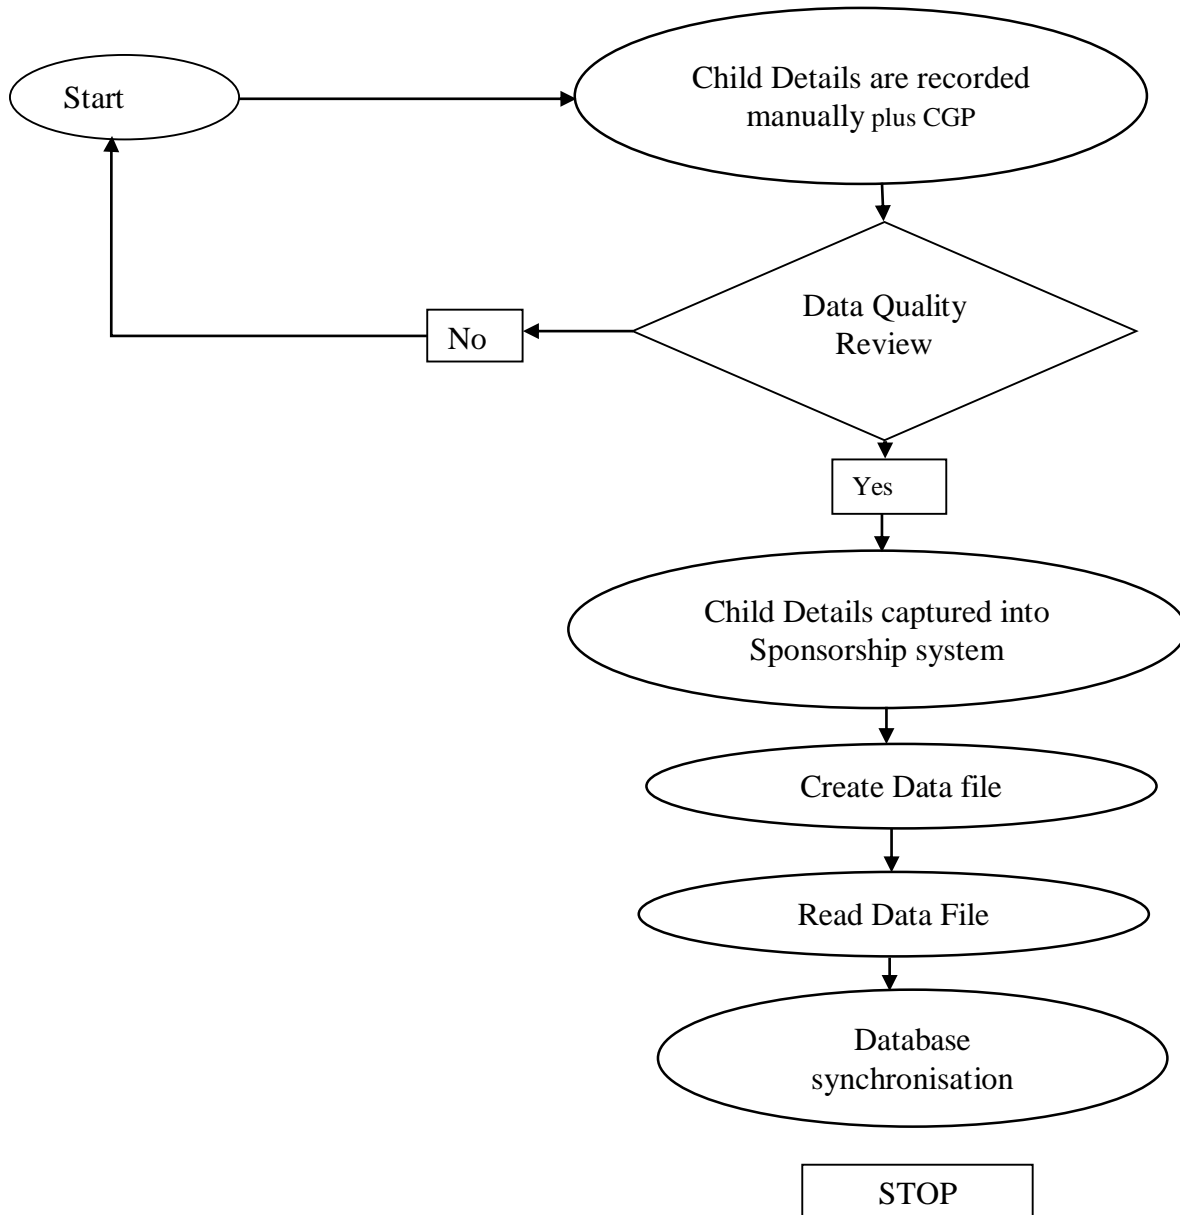 Start
Child Details are recorded
manually plus CGP
Data Quality
Review
No
Yes
Child Details captured into
Sponsorship system
Create Data file
Read Data File
Database
synchronisation
STOP